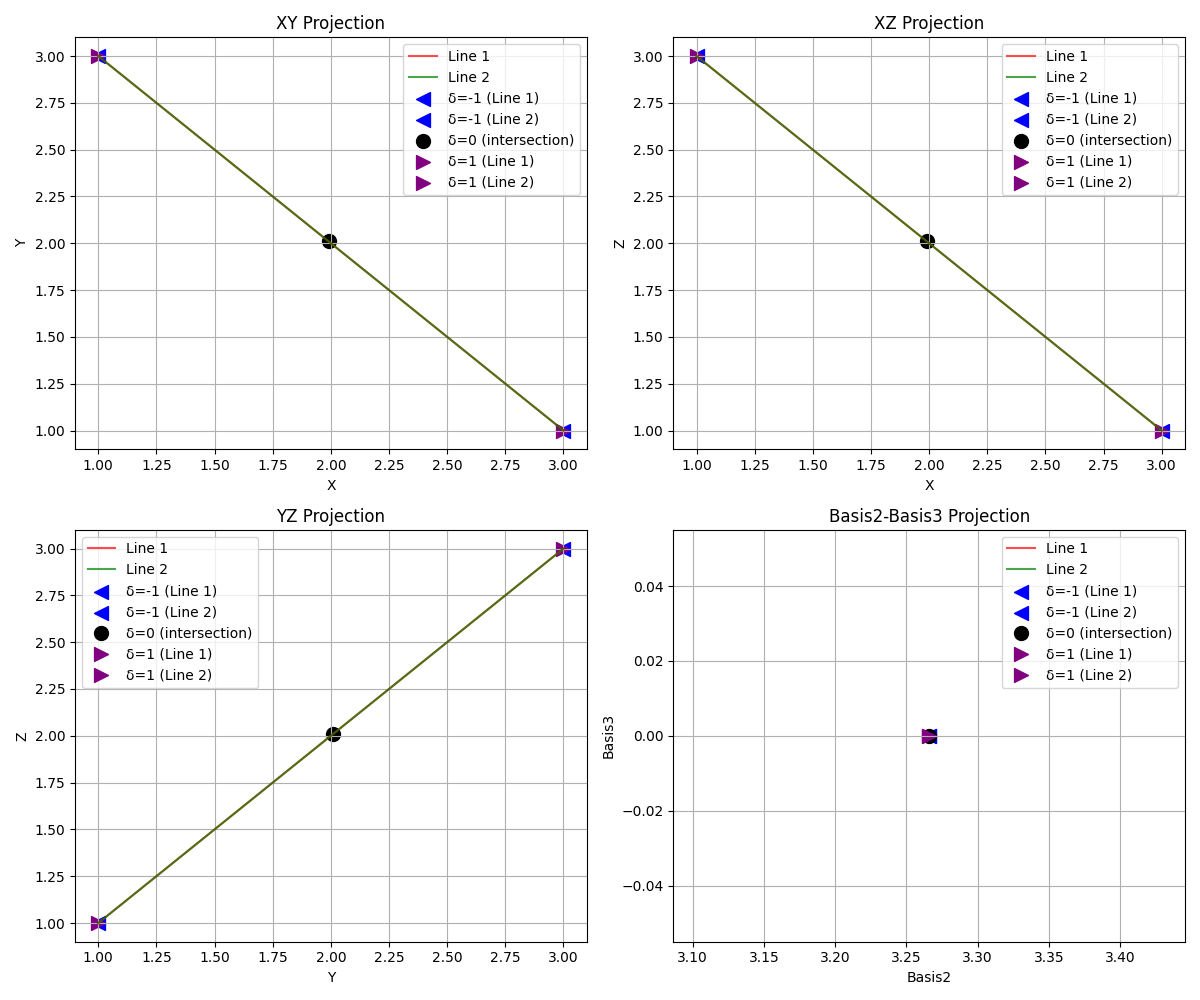 XY Projection
3.00
2.75
2.50
2.25
2.00
1.75
1.50
1.25
1.00
Y
Line 1
Line 2
δ=-1 (Line 1)
δ=-1 (Line 2)
δ=0 (intersection)
δ=1 (Line 1)
δ=1 (Line 2)
1.00 1.25 1.50 1.75 2.00 2.25 2.50 2.75 3.00
X
XZ Projection
3.00
2.75
2.50
2.25
2.00
1.75
1.50
1.25
1.00
Z
Line 1
Line 2
δ=-1 (Line 1)
δ=-1 (Line 2)
δ=0 (intersection)
δ=1 (Line 1)
δ=1 (Line 2)
1.00 1.25 1.50 1.75 2.00 2.25 2.50 2.75 3.00
X
YZ Projection
3.00
2.75
2.50
2.25
2.00
1.75
1.50
1.25
1.00
Z
Line 1
Line 2
δ=-1 (Line 1)
δ=-1 (Line 2)
δ=0 (intersection)
δ=1 (Line 1)
δ=1 (Line 2)
1.00 1.25 1.50 1.75 2.00 2.25 2.50 2.75 3.00
Y
Basis2-Basis3 Projection
0.04
0.02
0.00
−0.02
−0.04
Basis3
Line 1
Line 2
δ=-1 (Line 1)
δ=-1 (Line 2)
δ=0 (intersection)
δ=1 (Line 1)
δ=1 (Line 2)
3.10 3.15 3.20 3.25 3.30 3.35 3.40
Basis2